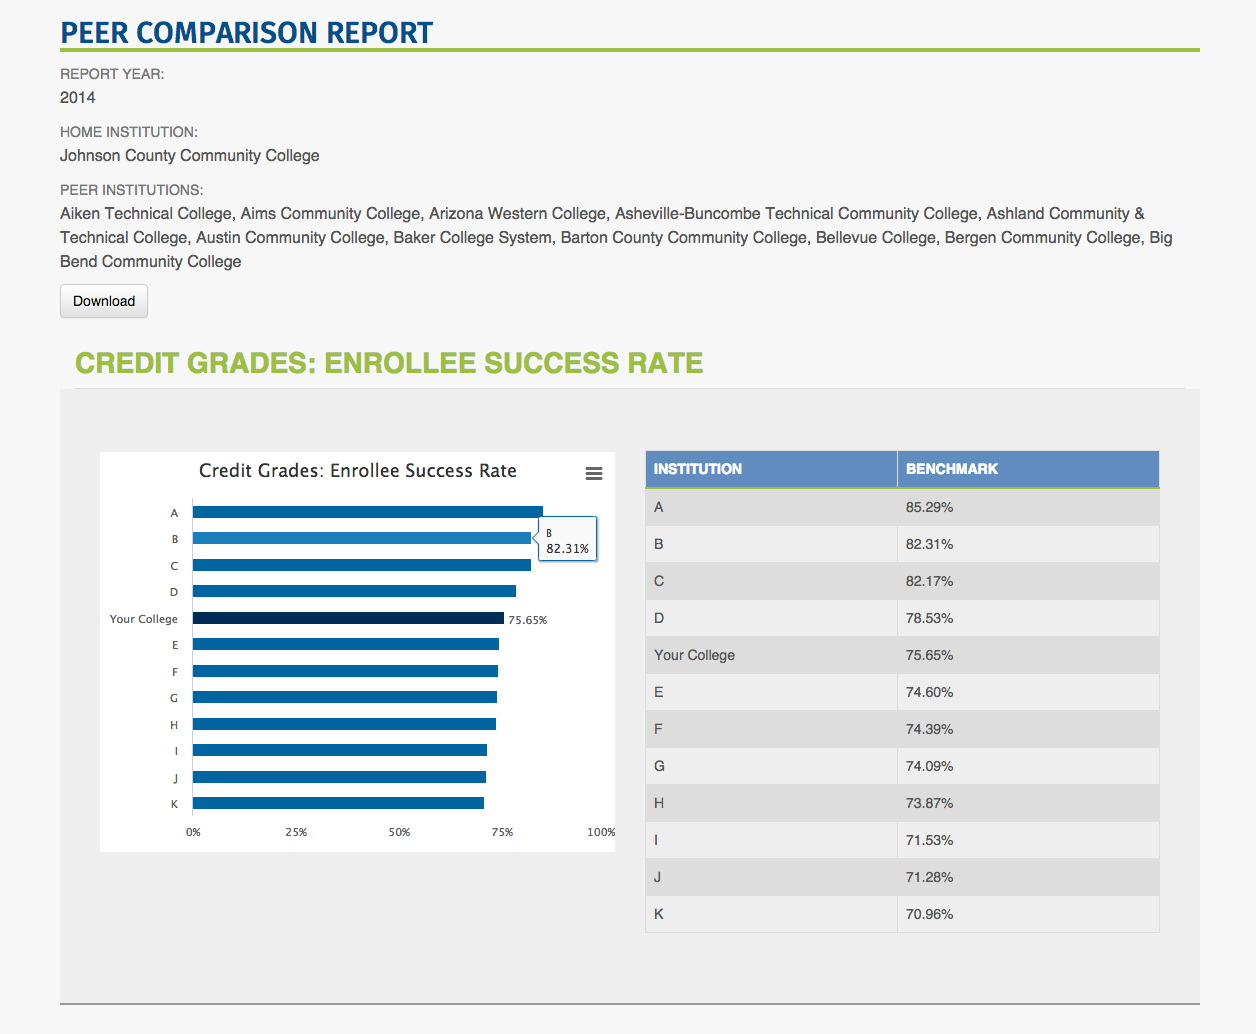 PEER COMPARISON REPORT
REPORT YEAR:
2014
HOME INSTITUTION:
Johnson County Community College
PEER INSTITUTIONS:
Aiken Technical College, Aims Community College, Arizona Western College, Asheville-Buncombe Technical Community College, Ashland Community &
Technical College, Austin Community College, Baker College System, Barton County Community College, Bellevue College, Bergen Community College, Big
Bend Community College
Download
CREDIT GRADES: ENROLLEE SUCCESS RATE
Credit Grades: Enrollee Success Rate
A
B
B
82.31%
C
D
Your College 75.65%
E
F
G
H
I
J
K
0% 25% 50% 75% 100%
INSTITUTION BENCHMARK
A 85.29%
B 82.31%
C 82.17%
D 78.53%
Your College 75.65%
E 74.60%
F 74.39%
G 74.09%
H 73.87%
I 71.53%
J 71.28%
K 70.96%